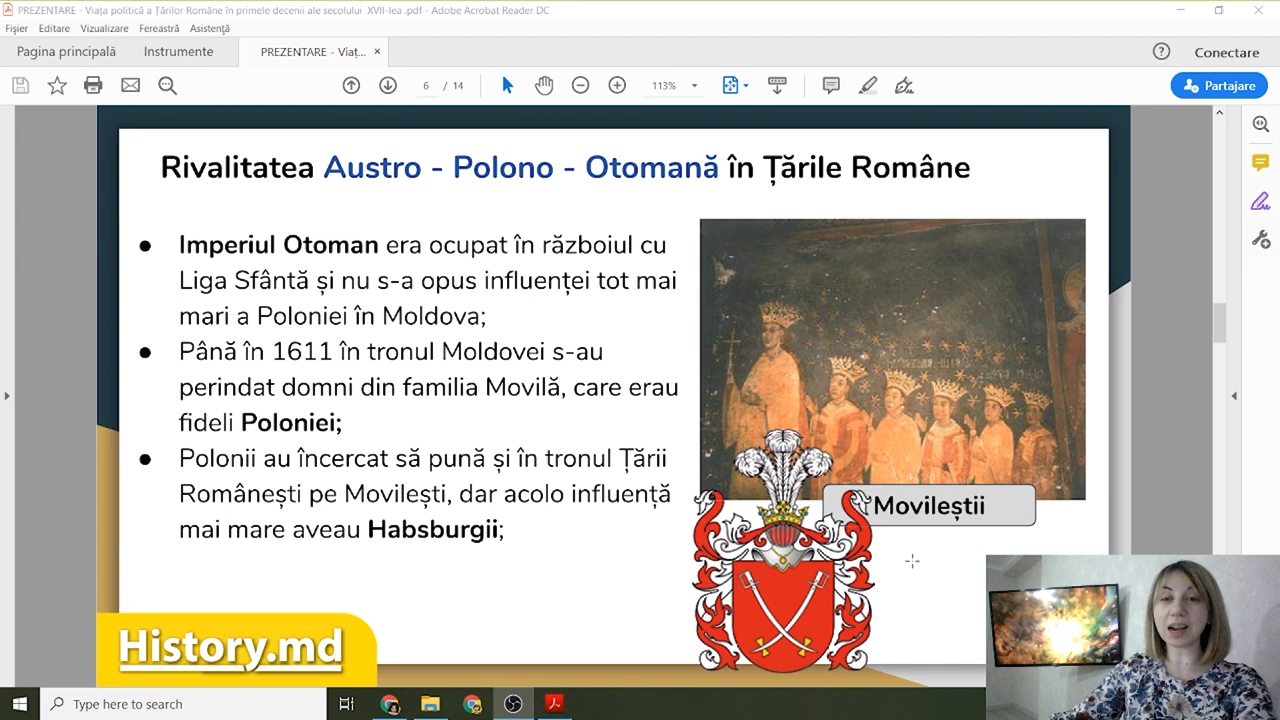 PREZENTARE - Viața politică a Țărilor Române în primele decenii ale secolului XVII-lea .pdf - Adobe Acrobat Reader DC
Fișier Editare Vizualizare Fereastră Asistență
Pagina principală Instrumente PREZENTARE - Viaț... × Conectare
6 / 14 113% Partajare
Rivalitatea Austro - Polono - Otomană în Țările Române
● Imperiul Otoman era ocupat în războiul cu
Liga Sfântă și nu s-a opus influenței tot mai
mari a Poloniei în Moldova;
● Până în 1611 în tronul Moldovei s-au
perindat domni din familia Movilă, care erau
fideli Poloniei;
● Polonii au încercat să pună și în tronul Țării
Românești pe Movilești, dar acolo influență
mai mare aveau Habsburgii;
Movileștii
History.md
Type here to search